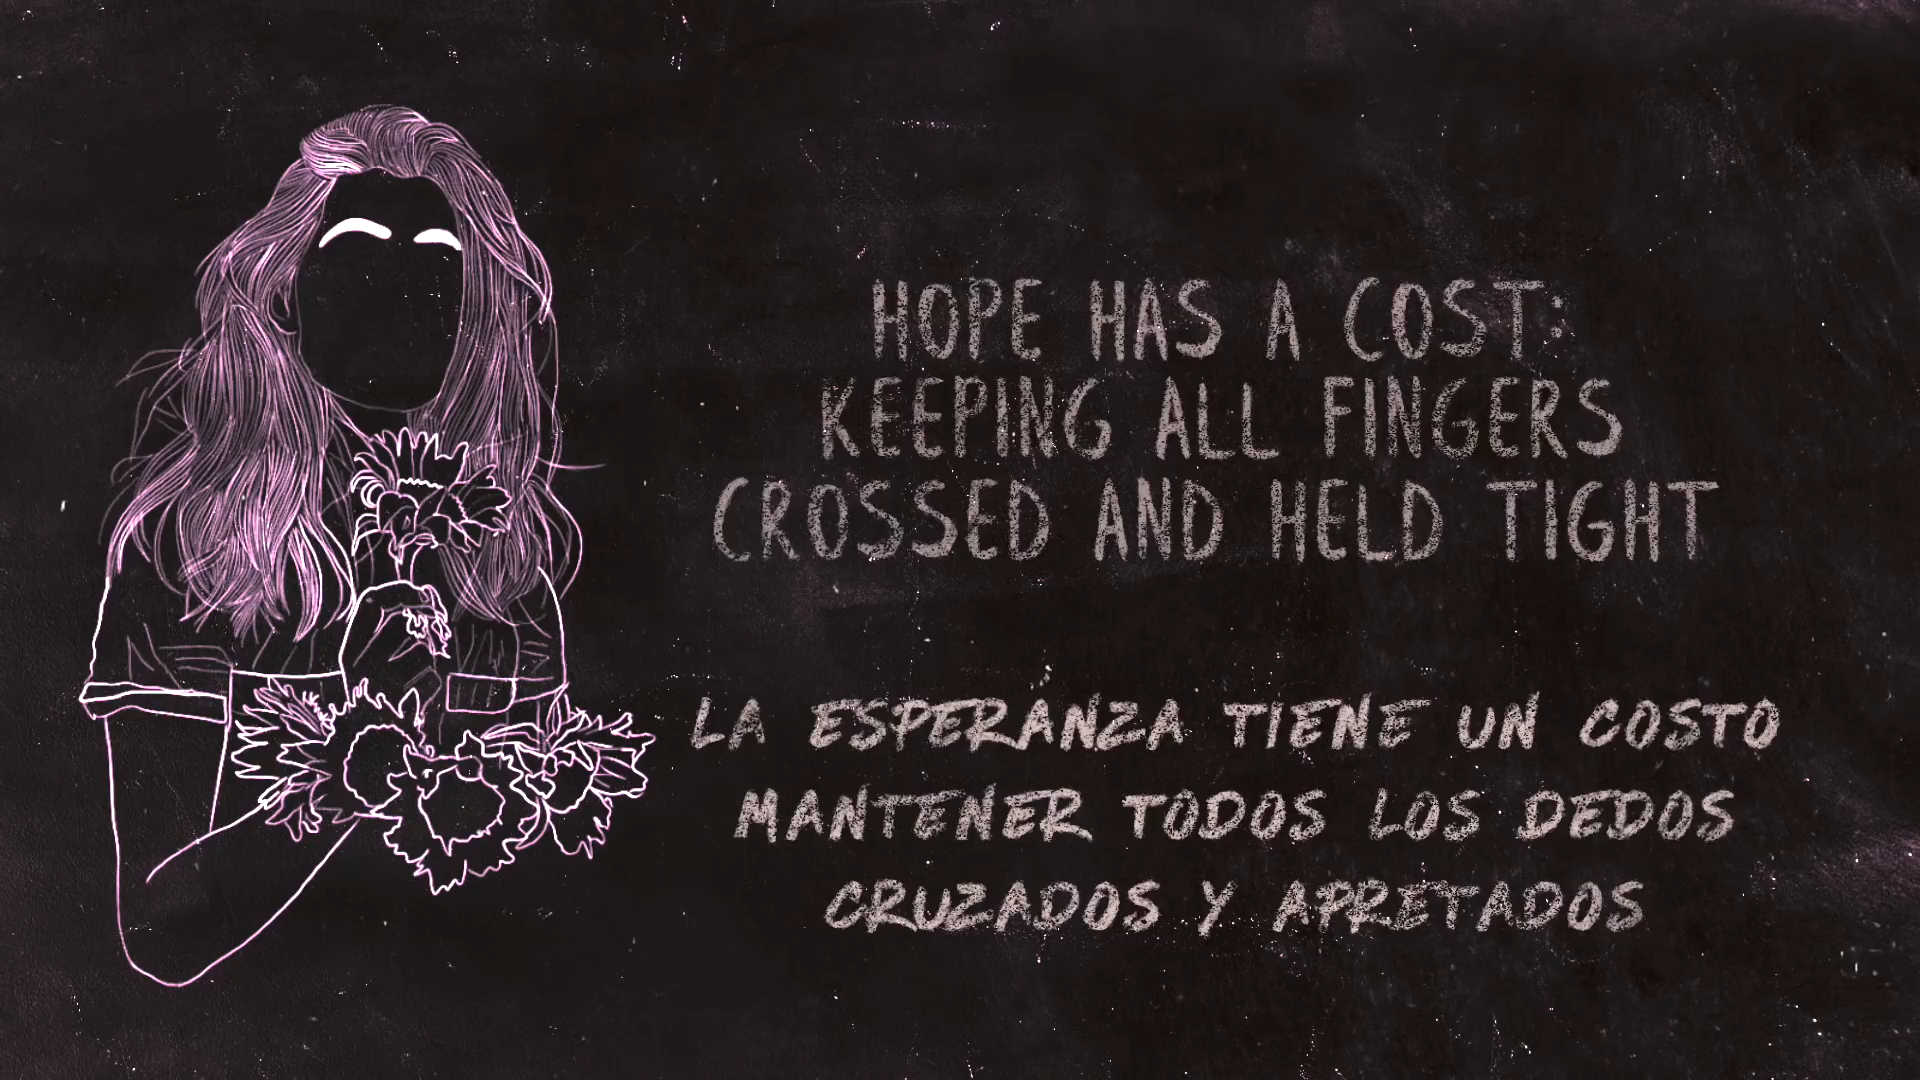 HOPE HAS A COST:
KEEPING ALL FINGERS
CROSSED AND HELD TIGHT
LA ESPERANZA TIENE UN COSTO
MANTENER TODOS LOS DEDOS
CRUZADOS Y APRETADOS